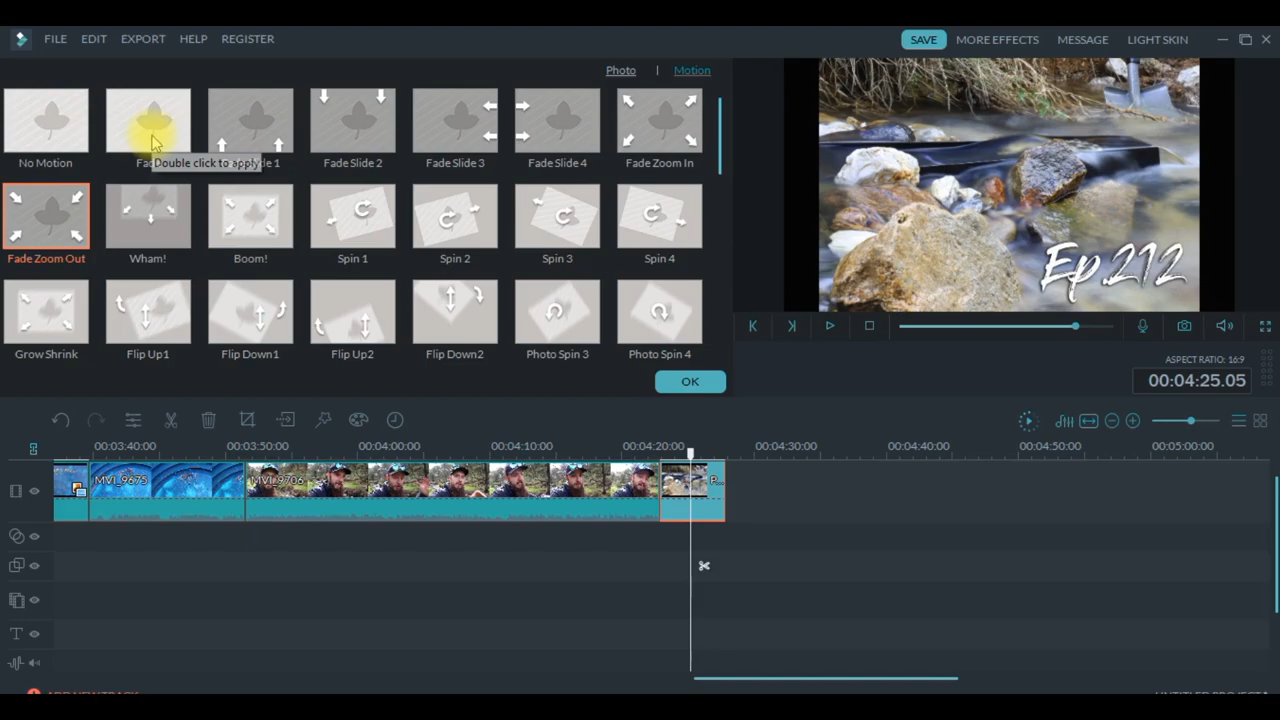 FILE EDIT EXPORT HELP REGISTER SAVE MORE EFFECTS MESSAGE LIGHT SKIN
Photo | Motion
No Motion Double click to apply Fade Slide 2 Fade Slide 3 Fade Slide 4 Fade Zoom In
Fade Zoom Out Wham! Boom! Spin 1 Spin 2 Spin 3 Spin 4
Grow Shrink Flip Up1 Flip Down1 Flip Up2 Flip Down2 Photo Spin 3 Photo Spin 4
OK
Ep.212
ASPECT RATIO: 16:9
00:04:25.05
00:03:40:00 00:03:50:00 00:04:00:00 00:04:10:00 00:04:20:00 00:04:30:00 00:04:40:00 00:04:50:00 00:05:00:00
MVI_9675 MVI_9706 P...